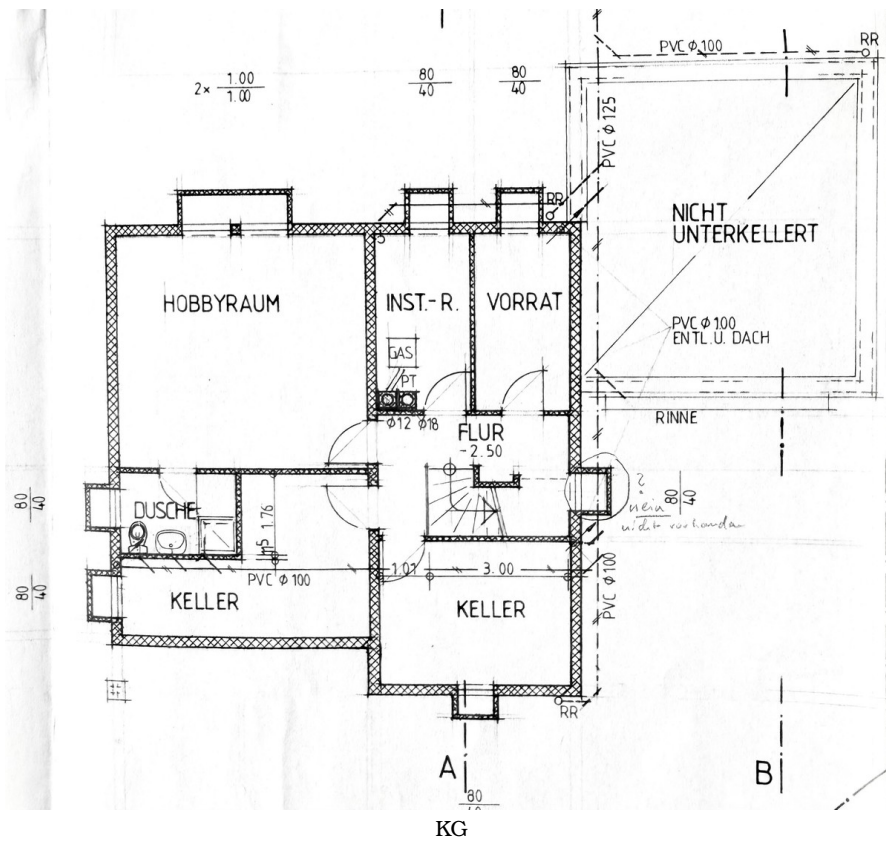 PVC ϕ 100
RR
2 x 1.00
1.00
80
40
80
40
PVC ϕ 125
RR
NICHT
UNTERKELLERT
HOBBYRAUM
INST.-R.
VORRAT
PVC ϕ 100
ENTL.U. DACH
GAS
PT
ϕ12 ϕ18
FLUR
-2.50
RINNE
80
40
DUSCHE
1.76
?
nein
nicht vorhanden
80
40
11⁵
PVC ϕ 100
1.01
3.00
80
40
KELLER
KELLER
PVC ϕ 100
RR
A
B
80
KG